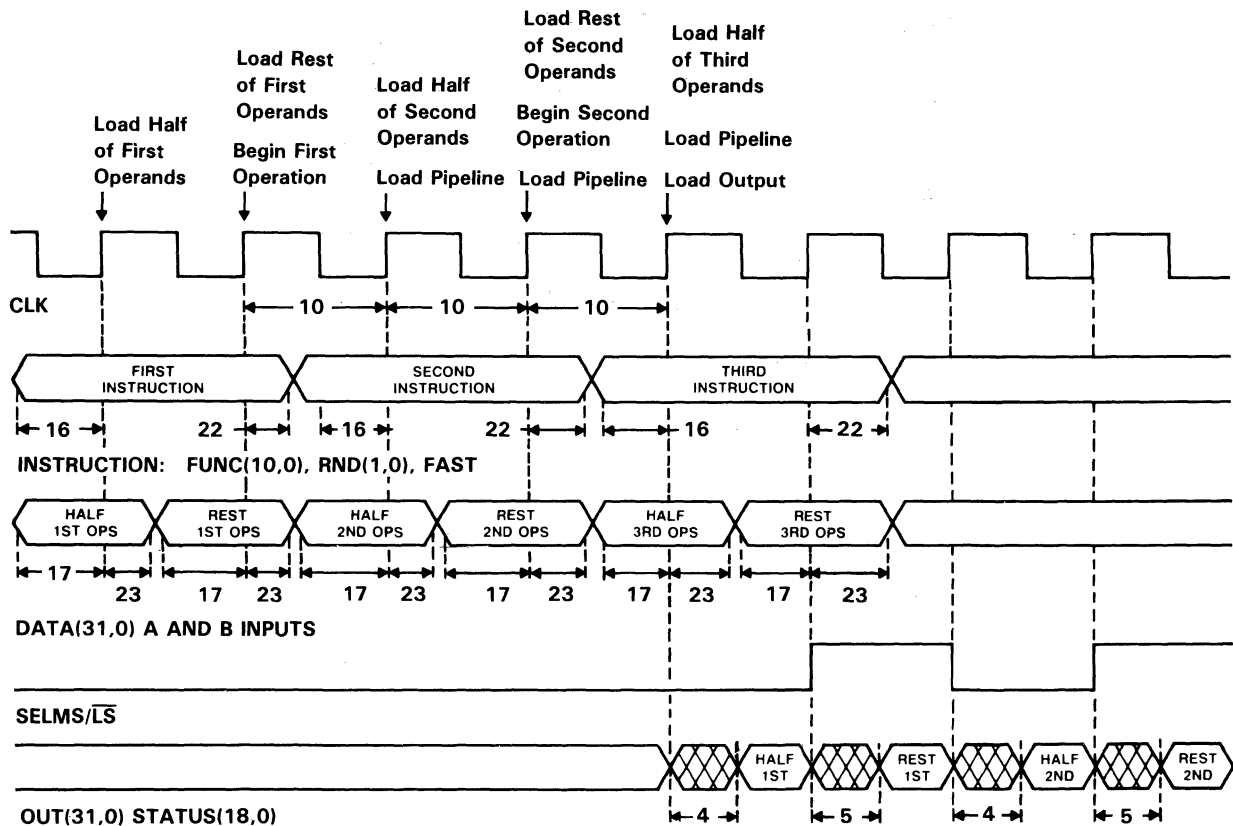 Load Half
of First
Operands
Load Rest
of First
Operands
Begin First
Operation
Load Half
of Second
Operands
Load Pipeline
Load Rest
of Second
Operands
Begin Second
Operation
Load Pipeline
Load Half
of Third
Operands
Load Pipeline
Load Output
CLK
10 10 10
FIRST
INSTRUCTION
SECOND
INSTRUCTION
THIRD
INSTRUCTION
16 22 16 22 16 22
INSTRUCTION: FUNC(10,0), RND(1,0), FAST
HALF
1ST OPS
REST
1ST OPS
HALF
2ND OPS
REST
2ND OPS
HALF
3RD OPS
REST
3RD OPS
17 23 17 23 17 23 17 23 17 23 17 23
DATA(31,0) A AND B INPUTS
SELMS/L̅S̅
HALF
1ST
REST
1ST
HALF
2ND
REST
2ND
4 5 4 5
OUT(31,0) STATUS(18,0)